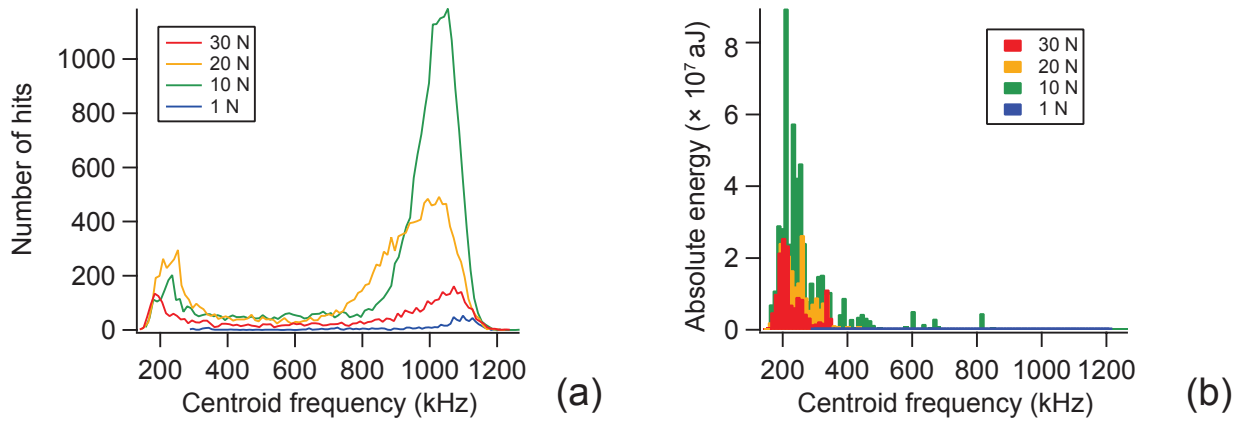 Number of hits
1000
800
600
400
200
0
30 N
20 N
10 N
1 N
200 400 600 800 1000 1200
Centroid frequency (kHz)
(a)
Absolute energy (× 10⁷ aJ)
8
6
4
2
0
30 N
20 N
10 N
1 N
200 400 600 800 1000 1200
Centroid frequency (kHz)
(b)